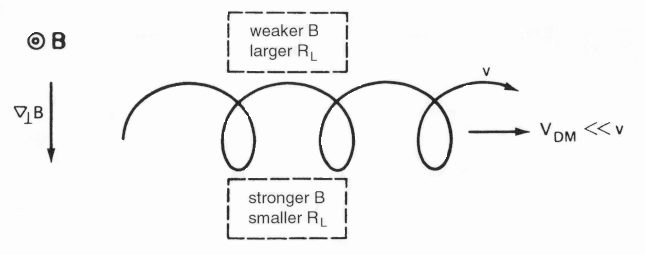 B
∇⊥B
weaker B
larger R_L
v
V_DM << v
stronger B
smaller R_L